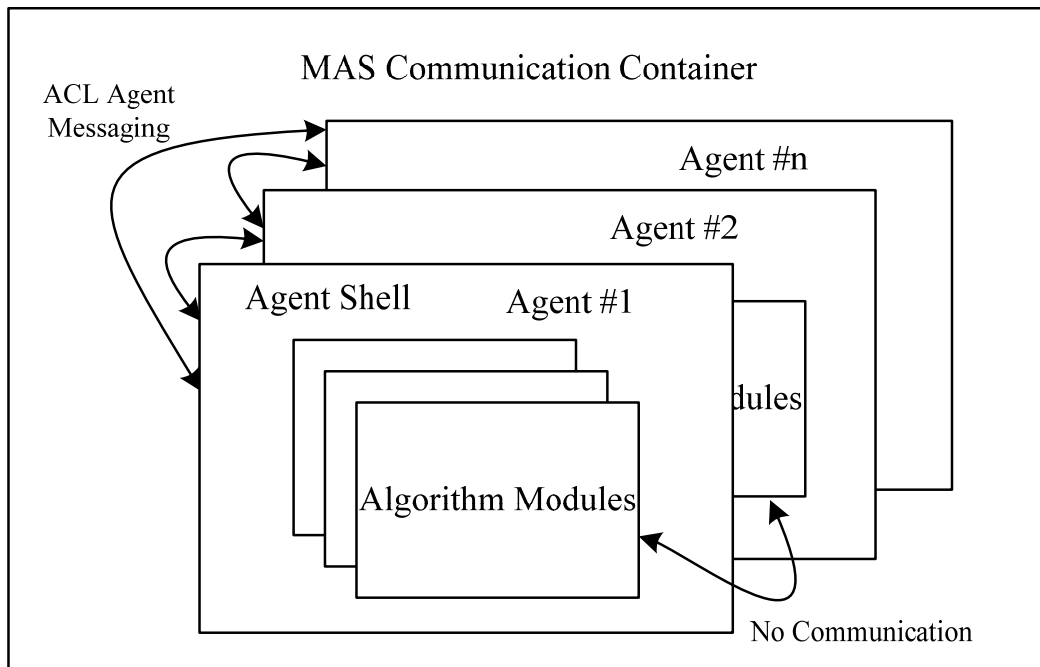 MAS Communication Container
ACL Agent
Messaging
Agent #n
Agent #2
Agent Shell
Agent #1
dules
Algorithm Modules
No Communication